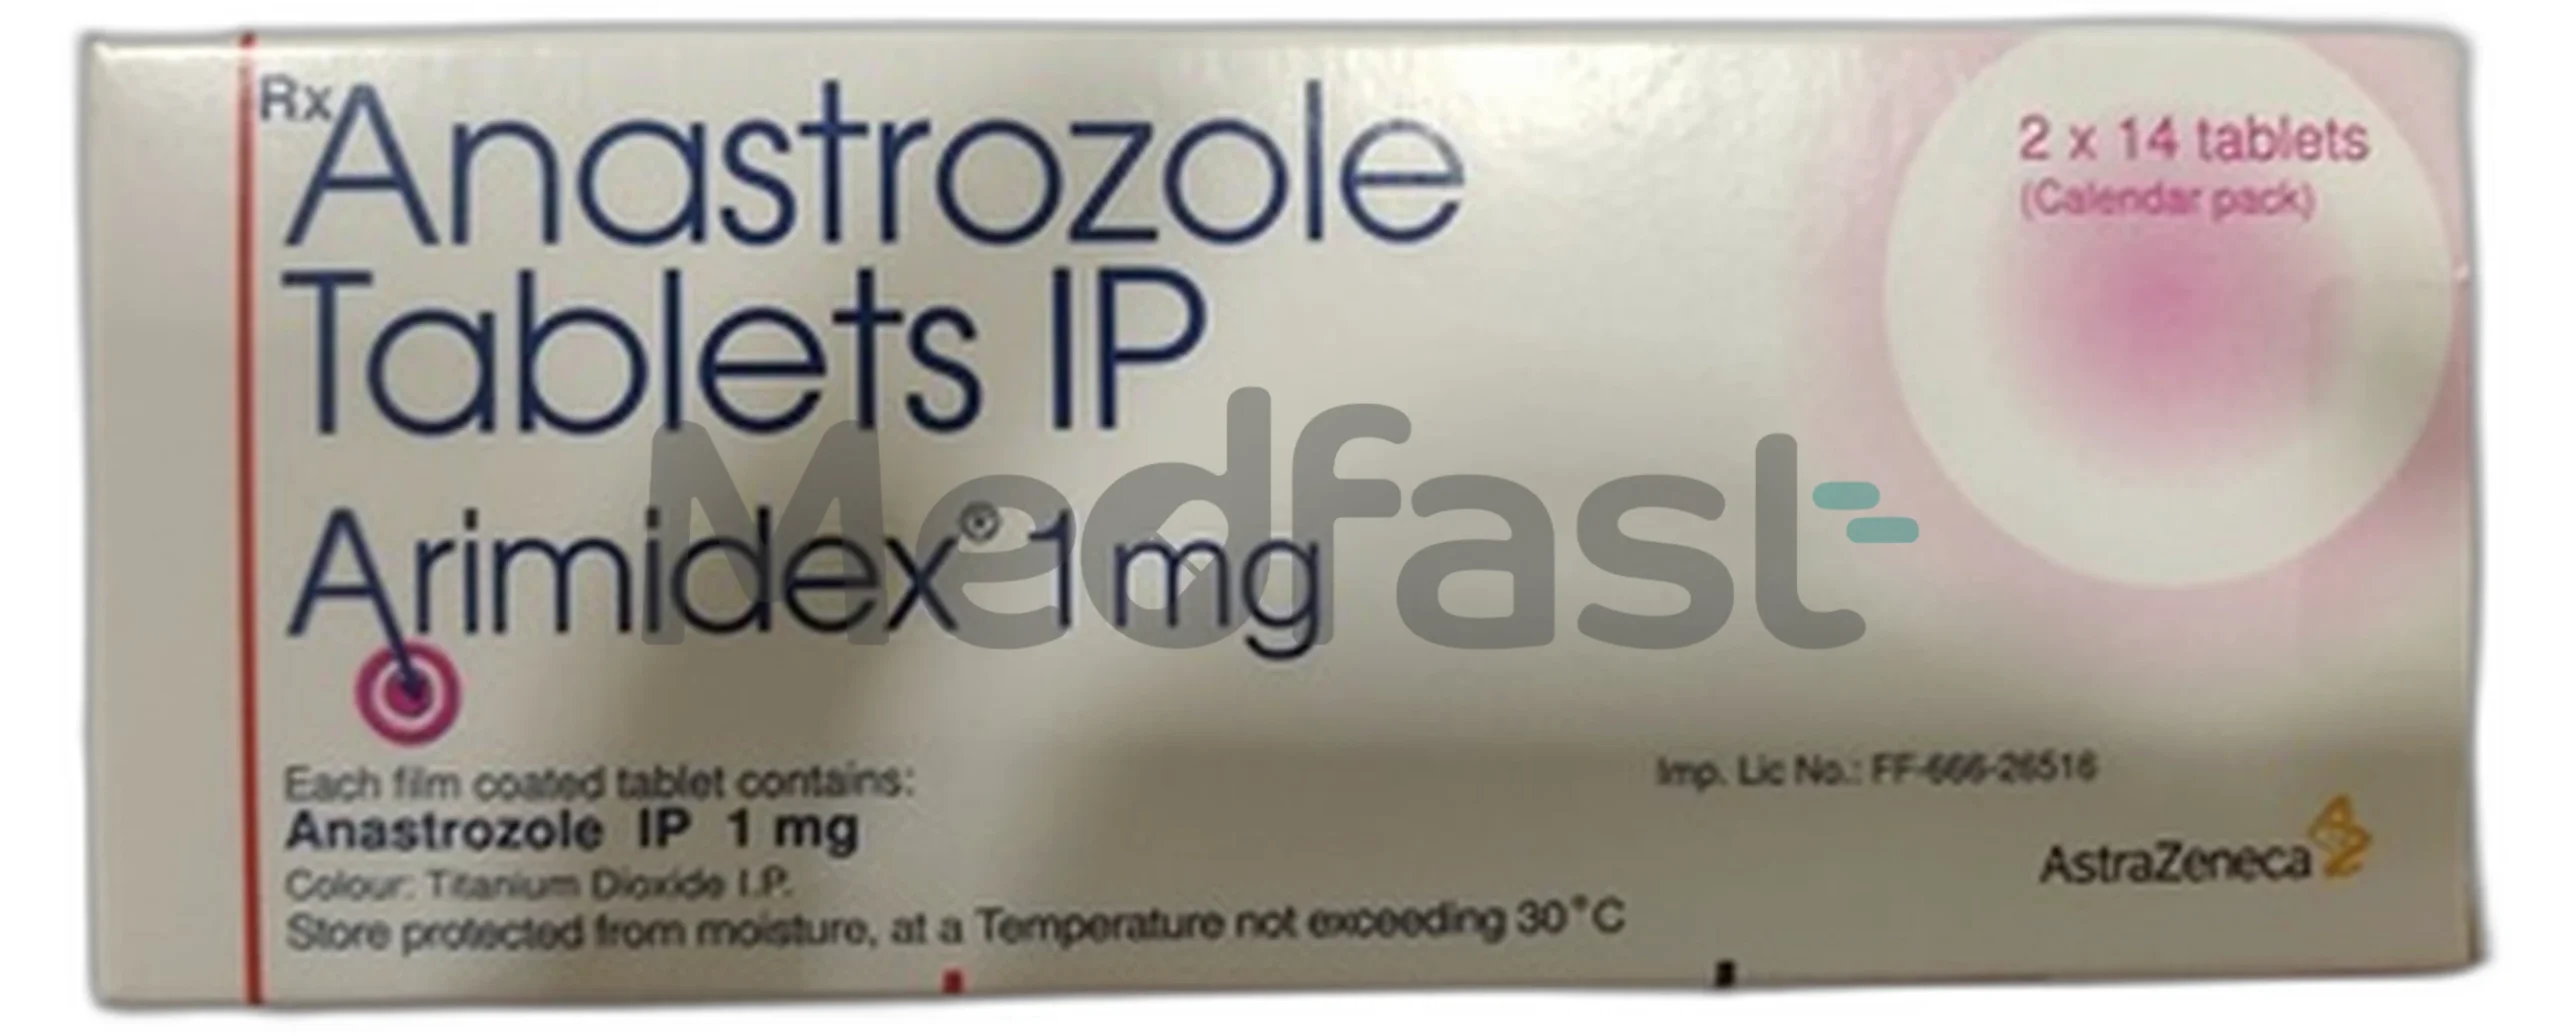 Rx Anastrozole
Tablets IP
Arimidex® 1 mg
2 x 14 tablets
(Calendar pack)
Medfast
Each film coated tablet contains:
Anastrozole IP 1 mg
Colour: Titanium Dioxide I.P.
Store protected from moisture, at a Temperature not exceeding 30°C
Imp. Lic No.: FF-666-26516
AstraZeneca